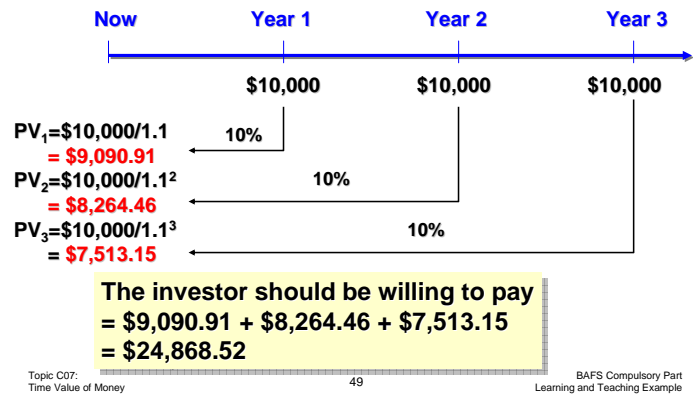 Now Year 1 Year 2 Year 3
$10,000 $10,000 $10,000
PV₁=$10,000/1.1 10%
= $9,090.91
PV₂=$10,000/1.1² 10%
= $8,264.46
PV₃=$10,000/1.1³ 10%
= $7,513.15
The investor should be willing to pay
= $9,090.91 + $8,264.46 + $7,513.15
= $24,868.52
Topic C07:
Time Value of Money
49
BAFS Compulsory Part
Learning and Teaching Example